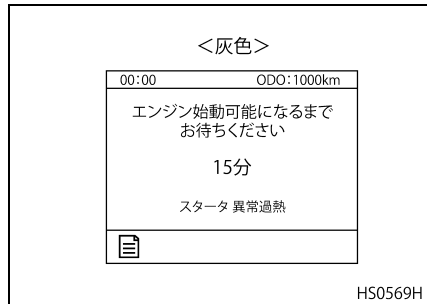 ＜灰色＞
00:00 ODO:1000km
エンジン始動可能になるまで
お待ちください
15分
スタータ 異常過熱
HS0569H